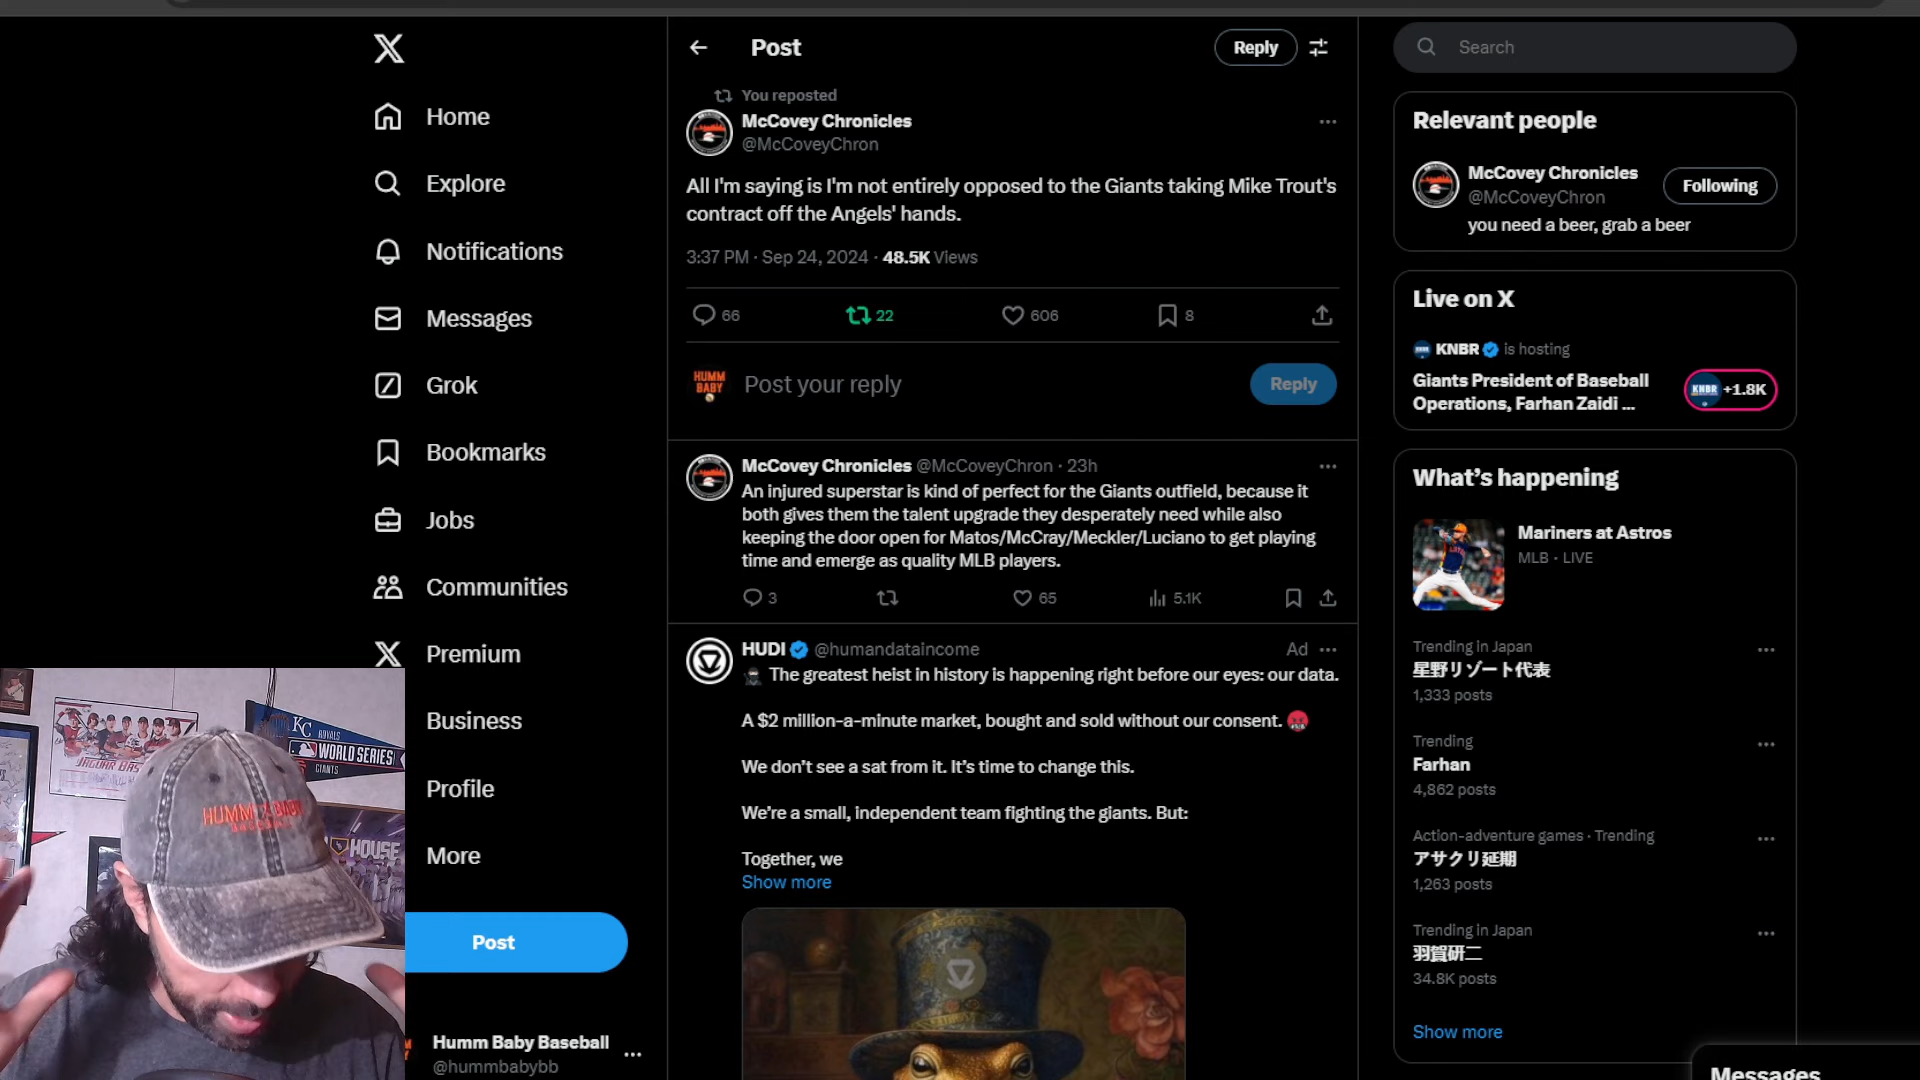 Home
Explore
Notifications
Messages
Grok
Bookmarks
Jobs
Communities
Premium
Business
Profile
More
Post
Humm Baby Baseball
@hummbabybb
Post
Reply
You reposted
McCovey Chronicles
@McCoveyChron
All I'm saying is I'm not entirely opposed to the Giants taking Mike Trout's
contract off the Angels' hands.
3:37 PM · Sep 24, 2024 · 48.5K Views
66 22 606 8
HUMM
BABY
Post your reply
Reply
McCovey Chronicles @McCoveyChron · 23h
An injured superstar is kind of perfect for the Giants outfield, because it
both gives them the talent upgrade they desperately need while also
keeping the door open for Matos/McCray/Meckler/Luciano to get playing
time and emerge as quality MLB players.
3 65 5.1K
HUDI @humandataincome Ad
The greatest heist in history is happening right before our eyes: our data.
A $2 million-a-minute market, bought and sold without our consent.
We don't see a sat from it. It's time to change this.
We're a small, independent team fighting the giants. But:
Together, we
Show more
Search
Relevant people
McCovey Chronicles
@McCoveyChron
Following
you need a beer, grab a beer
Live on X
KNBR is hosting
Giants President of Baseball
Operations, Farhan Zaidi ...
KNBR +1.8K
What's happening
Mariners at Astros
MLB · LIVE
Trending in Japan
星野リゾート代表
1,333 posts
Trending
Farhan
4,862 posts
Action-adventure games · Trending
アサクリ延期
1,263 posts
Trending in Japan
羽賀研二
34.8K posts
Show more
Messages
KC ROYALS
WORLD SERIES
GIANTS
JAGUAR BAS
HUMM BABY
BASEBALL
HOUSE